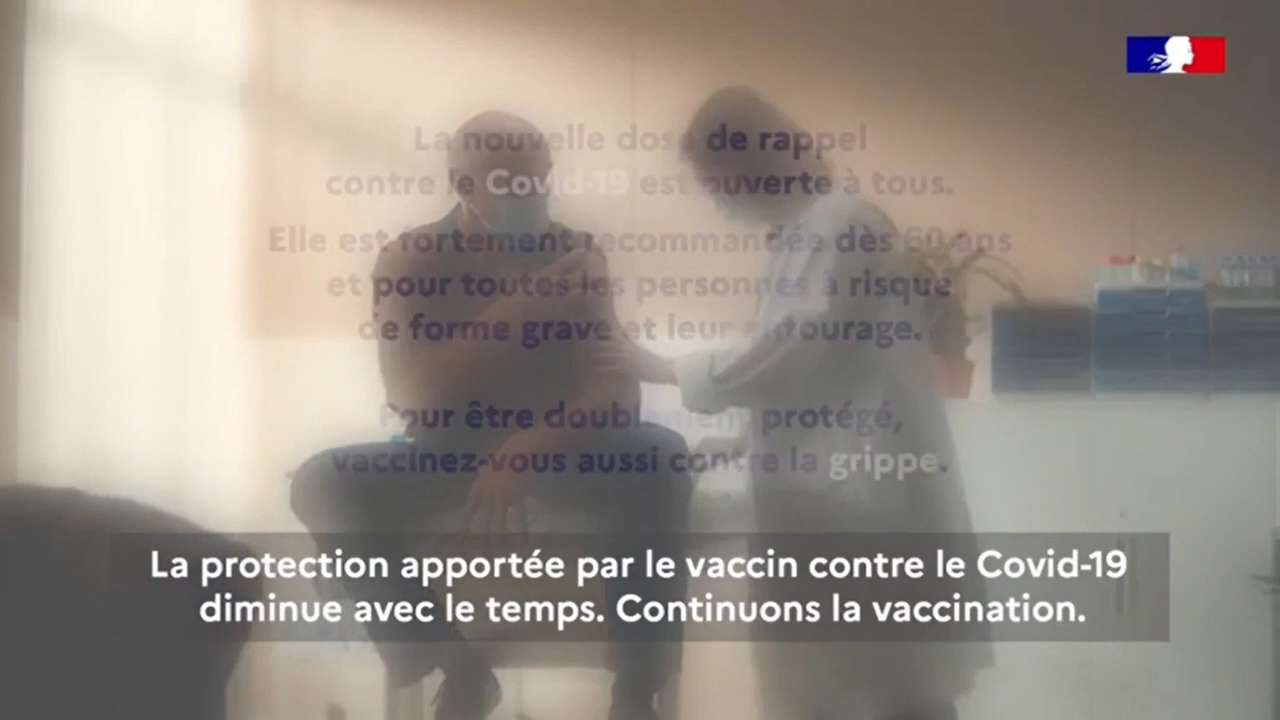 La nouvelle dose de rappel
contre le Covid-19 est ouverte à tous.
Elle est fortement recommandée dès 60 ans
et pour toutes les personnes à risque
de forme grave et leur entourage.
Pour être doublement protégé,
vaccinez-vous aussi contre la grippe.
La protection apportée par le vaccin contre le Covid-19
diminue avec le temps. Continuons la vaccination.